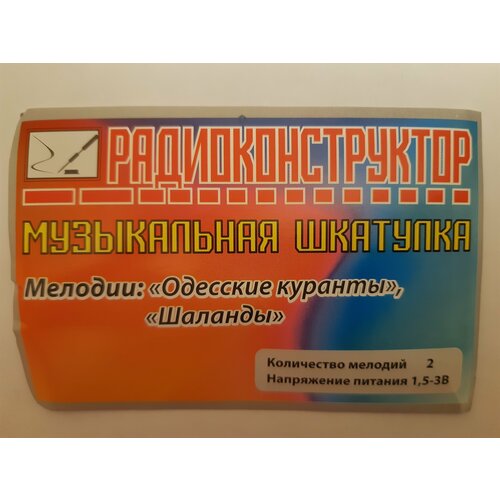 РАДИОКОНСТРУКТОР
МУЗЫКАЛЬНАЯ ШКАТУЛКА
Мелодии: «Одесские куранты»,
«Шаланды»
Количество мелодий 2
Напряжение питания 1,5-3В